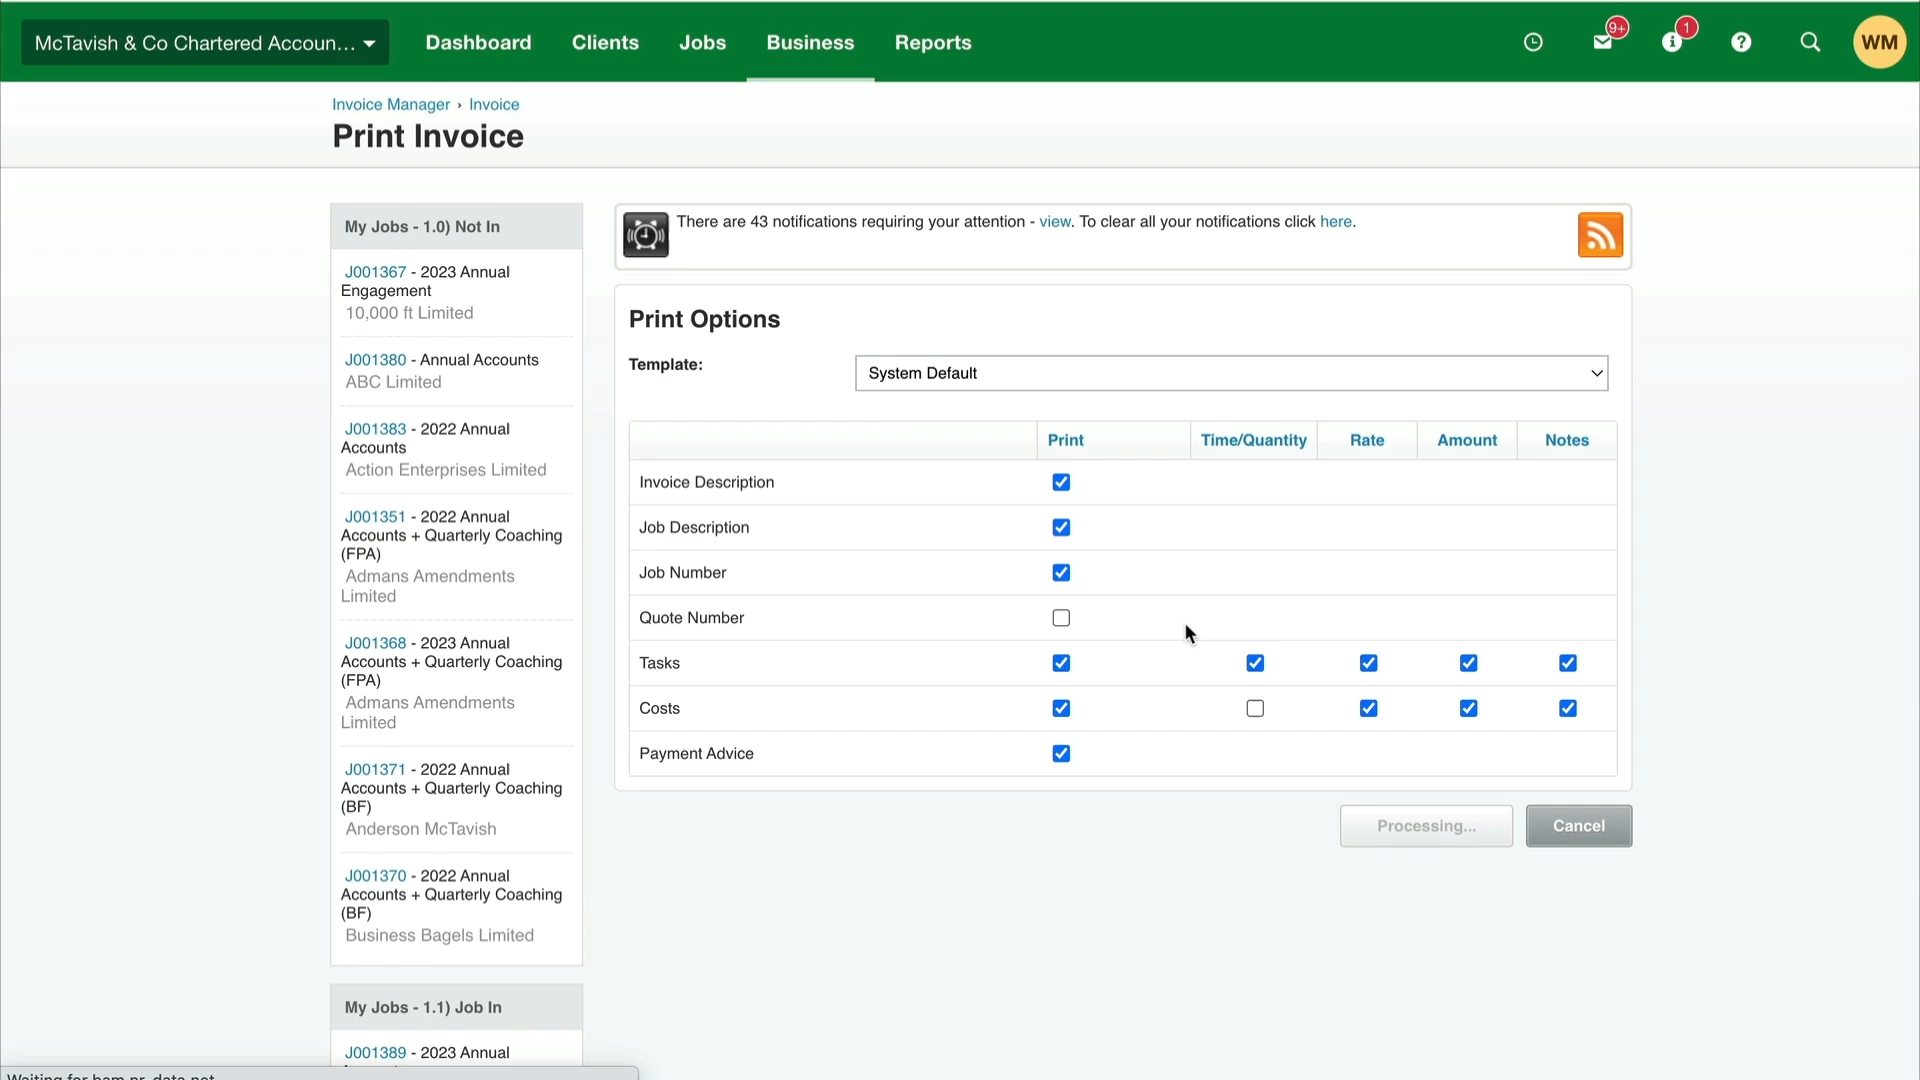 McTavish & Co Chartered Accoun...
Dashboard
Clients
Jobs
Business
Reports
9+
1
WM
Invoice Manager › Invoice
Print Invoice
My Jobs - 1.0) Not In
J001367 - 2023 Annual
Engagement
10,000 ft Limited
J001380 - Annual Accounts
ABC Limited
J001383 - 2022 Annual
Accounts
Action Enterprises Limited
J001351 - 2022 Annual
Accounts + Quarterly Coaching
(FPA)
Admans Amendments
Limited
J001368 - 2023 Annual
Accounts + Quarterly Coaching
(FPA)
Admans Amendments
Limited
J001371 - 2022 Annual
Accounts + Quarterly Coaching
(BF)
Anderson McTavish
J001370 - 2022 Annual
Accounts + Quarterly Coaching
(BF)
Business Bagels Limited
My Jobs - 1.1) Job In
J001389 - 2023 Annual
There are 43 notifications requiring your attention - view. To clear all your notifications click here.
Print Options
Template:
System Default
Print Time/Quantity Rate Amount Notes
Invoice Description
Job Description
Job Number
Quote Number
Tasks
Costs
Payment Advice
Processing...
Cancel